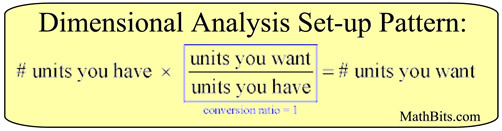 Dimensional Analysis Set-up Pattern:
# units you have × units you want / units you have = # units you want
conversion ratio = 1
MathBits.com